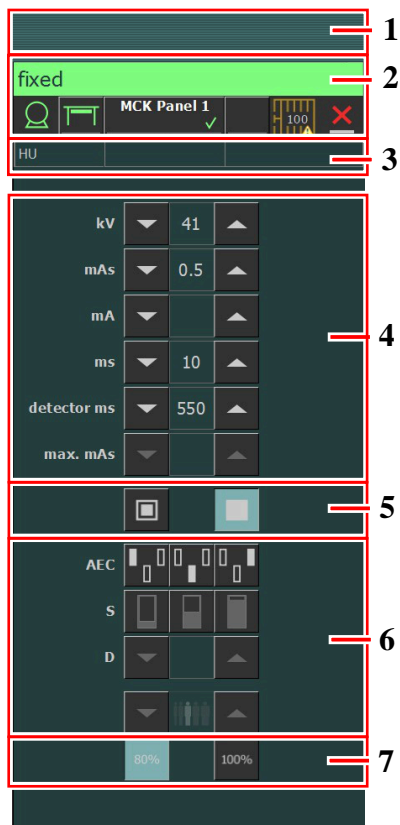 1
fixed
2
MCK Panel 1
100
HU
3
kV 41
mAs 0.5
mA
4
ms 10
detector ms 550
max. mAs
5
AEC
S
6
D
80% 100%
7